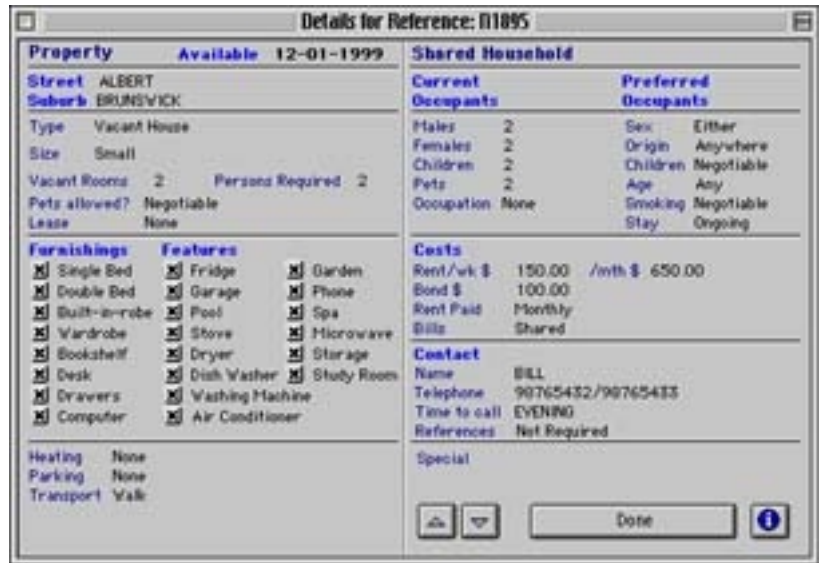 Details for Reference: N1895
Property Available 12-01-1999
Street ALBERT
Suburb BRUNSWICK
Type Vacant House
Size Small
Vacant Rooms 2 Persons Required 2
Pets allowed? Negotiable
Lease None
Furnishings Features
Single Bed Fridge Garden
Double Bed Garage Phone
Built-in-robe Pool Spa
Wardrobe Stove Microwave
Bookshelf Dryer Storage
Desk Dish Washer Study Room
Drawers Washing Machine
Computer Air Conditioner
Heating None
Parking None
Transport Walk
Shared Household
Current Preferred
Occupants Occupants
Males 2 Sex Either
Females 2 Origin Anywhere
Children 2 Children Negotiable
Pets 2 Age Any
Occupation None Smoking Negotiable
Stay Ongoing
Costs
Rent/wk $ 150.00 /mth $ 650.00
Bond $ 100.00
Rent Paid Monthly
Bills Shared
Contact
Name BILL
Telephone 98765432/98765433
Time to call EVENING
References Not Required
Special
Done